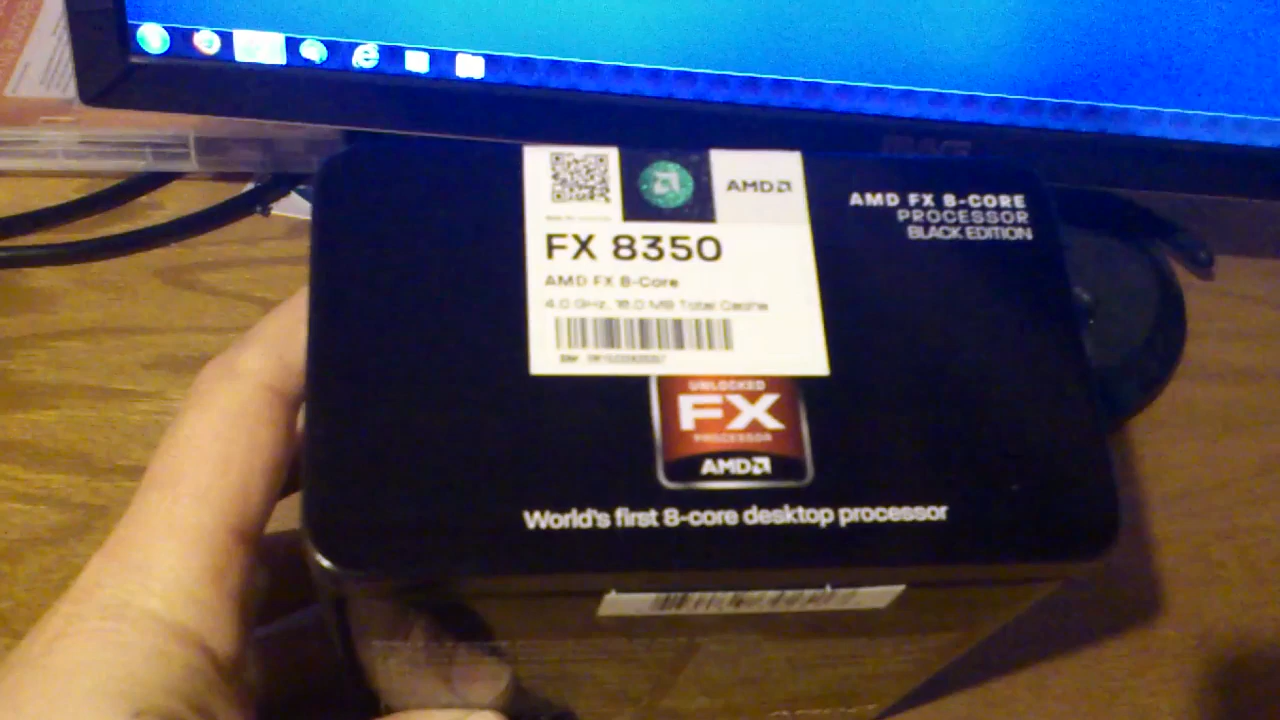 AMD
AMD FX 8-CORE
PROCESSOR
BLACK EDITION
FX 8350
AMD FX 8-Core
4.0 GHz, 16.0 MB Total Cache
UNLOCKED
FX
PROCESSOR
AMD
World's first 8-core desktop processor